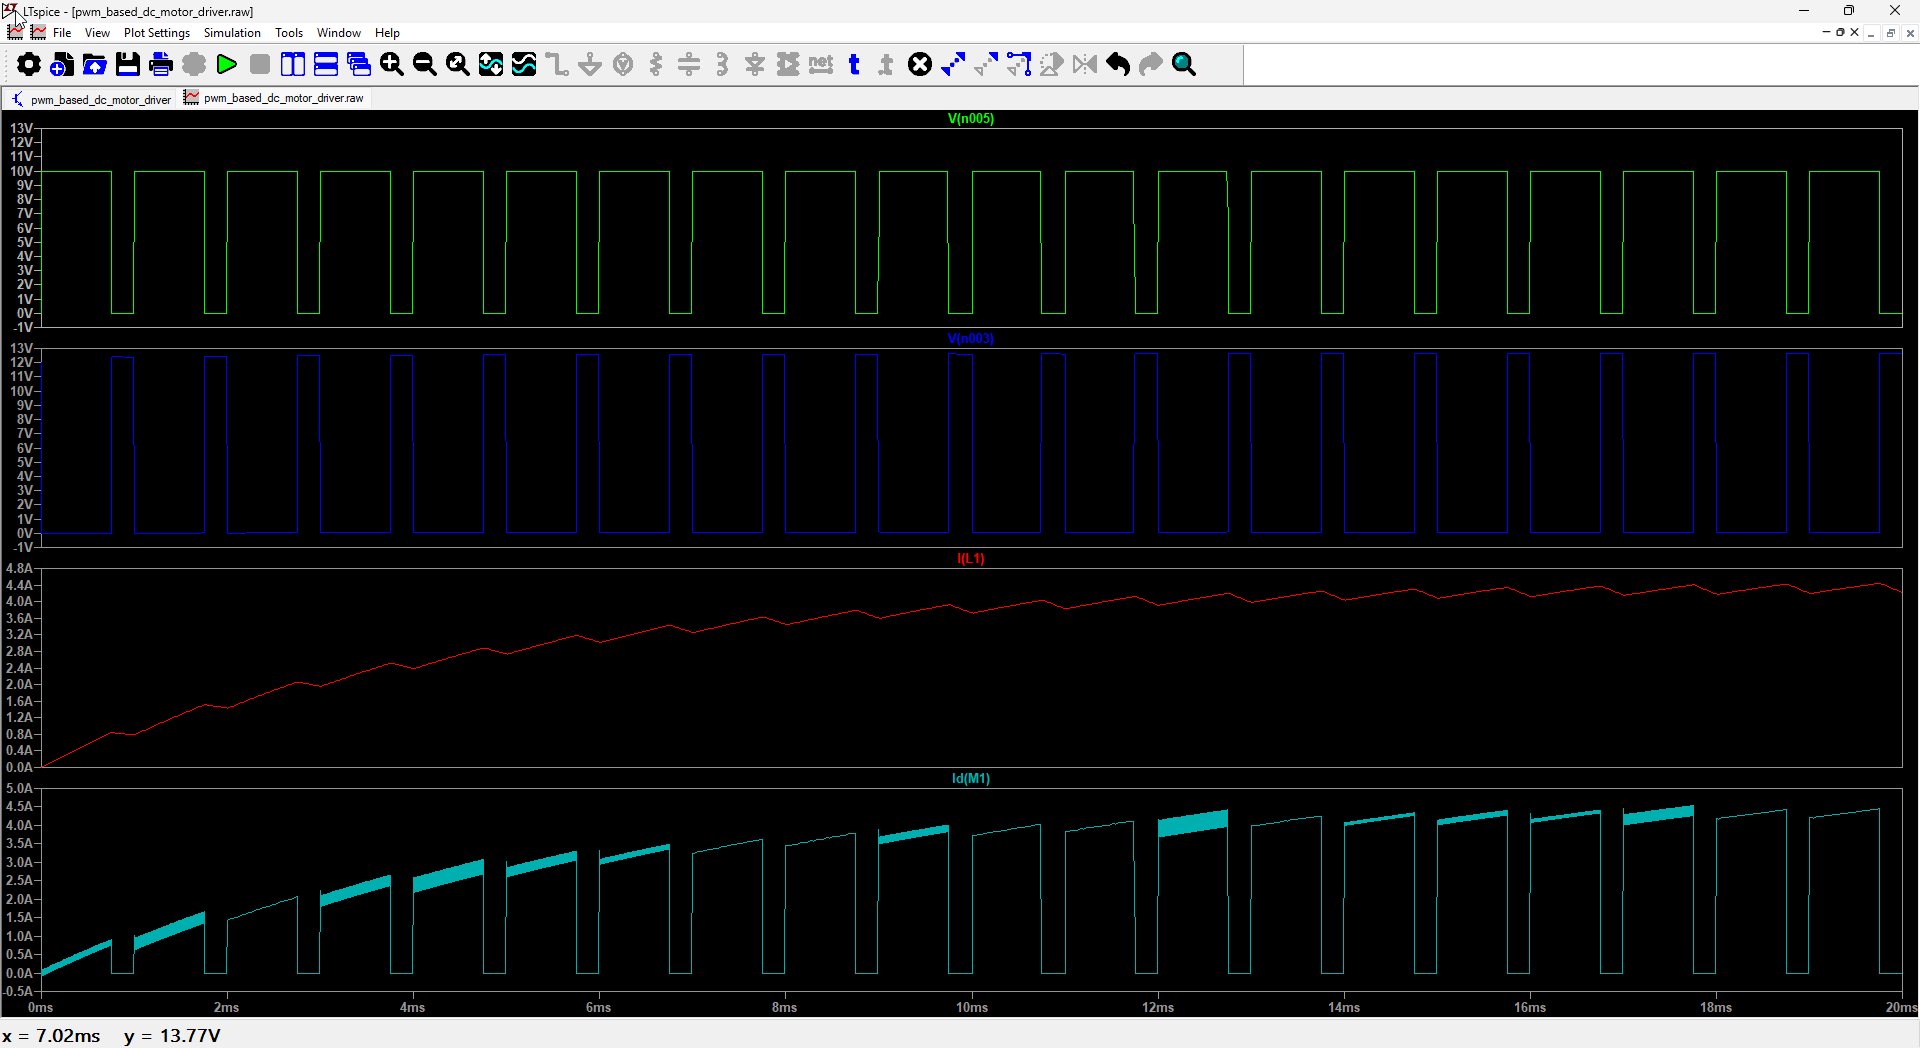 LTspice - [pwm_based_dc_motor_driver.raw]
File View Plot Settings Simulation Tools Window Help
net t t
pwm_based_dc_motor_driver pwm_based_dc_motor_driver.raw
V(n005)
13V
12V
11V
10V
9V
8V
7V
6V
5V
4V
3V
2V
1V
0V
-1V
V(n003)
13V
12V
11V
10V
9V
8V
7V
6V
5V
4V
3V
2V
1V
0V
-1V
I(L1)
4.8A
4.4A
4.0A
3.6A
3.2A
2.8A
2.4A
2.0A
1.6A
1.2A
0.8A
0.4A
0.0A
Id(M1)
5.0A
4.5A
4.0A
3.5A
3.0A
2.5A
2.0A
1.5A
1.0A
0.5A
0.0A
-0.5A
0ms 2ms 4ms 6ms 8ms 10ms 12ms 14ms 16ms 18ms 20ms
x = 7.02ms y = 13.77V